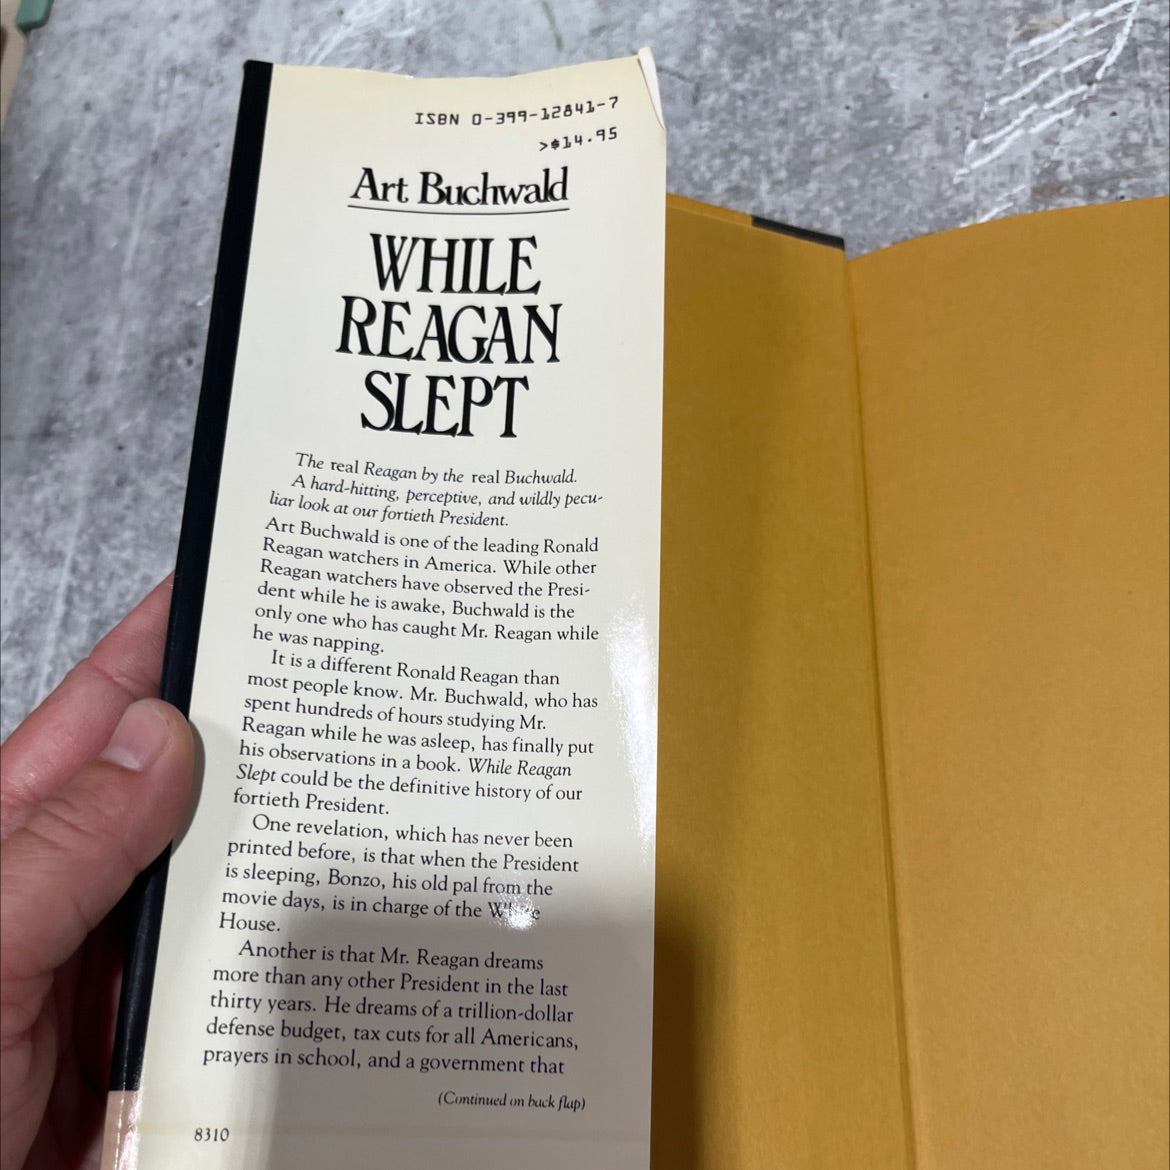 ISBN 0-399-12841-7
>$14.95
Art Buchwald
WHILE
REAGAN
SLEPT
The real Reagan by the real Buchwald.
A hard-hitting, perceptive, and wildly pecu-
liar look at our fortieth President.
Art Buchwald is one of the leading Ronald
Reagan watchers in America. While other
Reagan watchers have observed the Presi-
dent while he is awake, Buchwald is the
only one who has caught Mr. Reagan while
he was napping.
It is a different Ronald Reagan than
most people know. Mr. Buchwald, who has
spent hundreds of hours studying Mr.
Reagan while he was asleep, has finally put
his observations in a book. While Reagan
Slept could be the definitive history of our
fortieth President.
One revelation, which has never been
printed before, is that when the President
is sleeping, Bonzo, his old pal from the
movie days, is in charge of the White
House.
Another is that Mr. Reagan dreams
more than any other President in the last
thirty years. He dreams of a trillion-dollar
defense budget, tax cuts for all Americans,
prayers in school, and a government that
(Continued on back flap)
8310